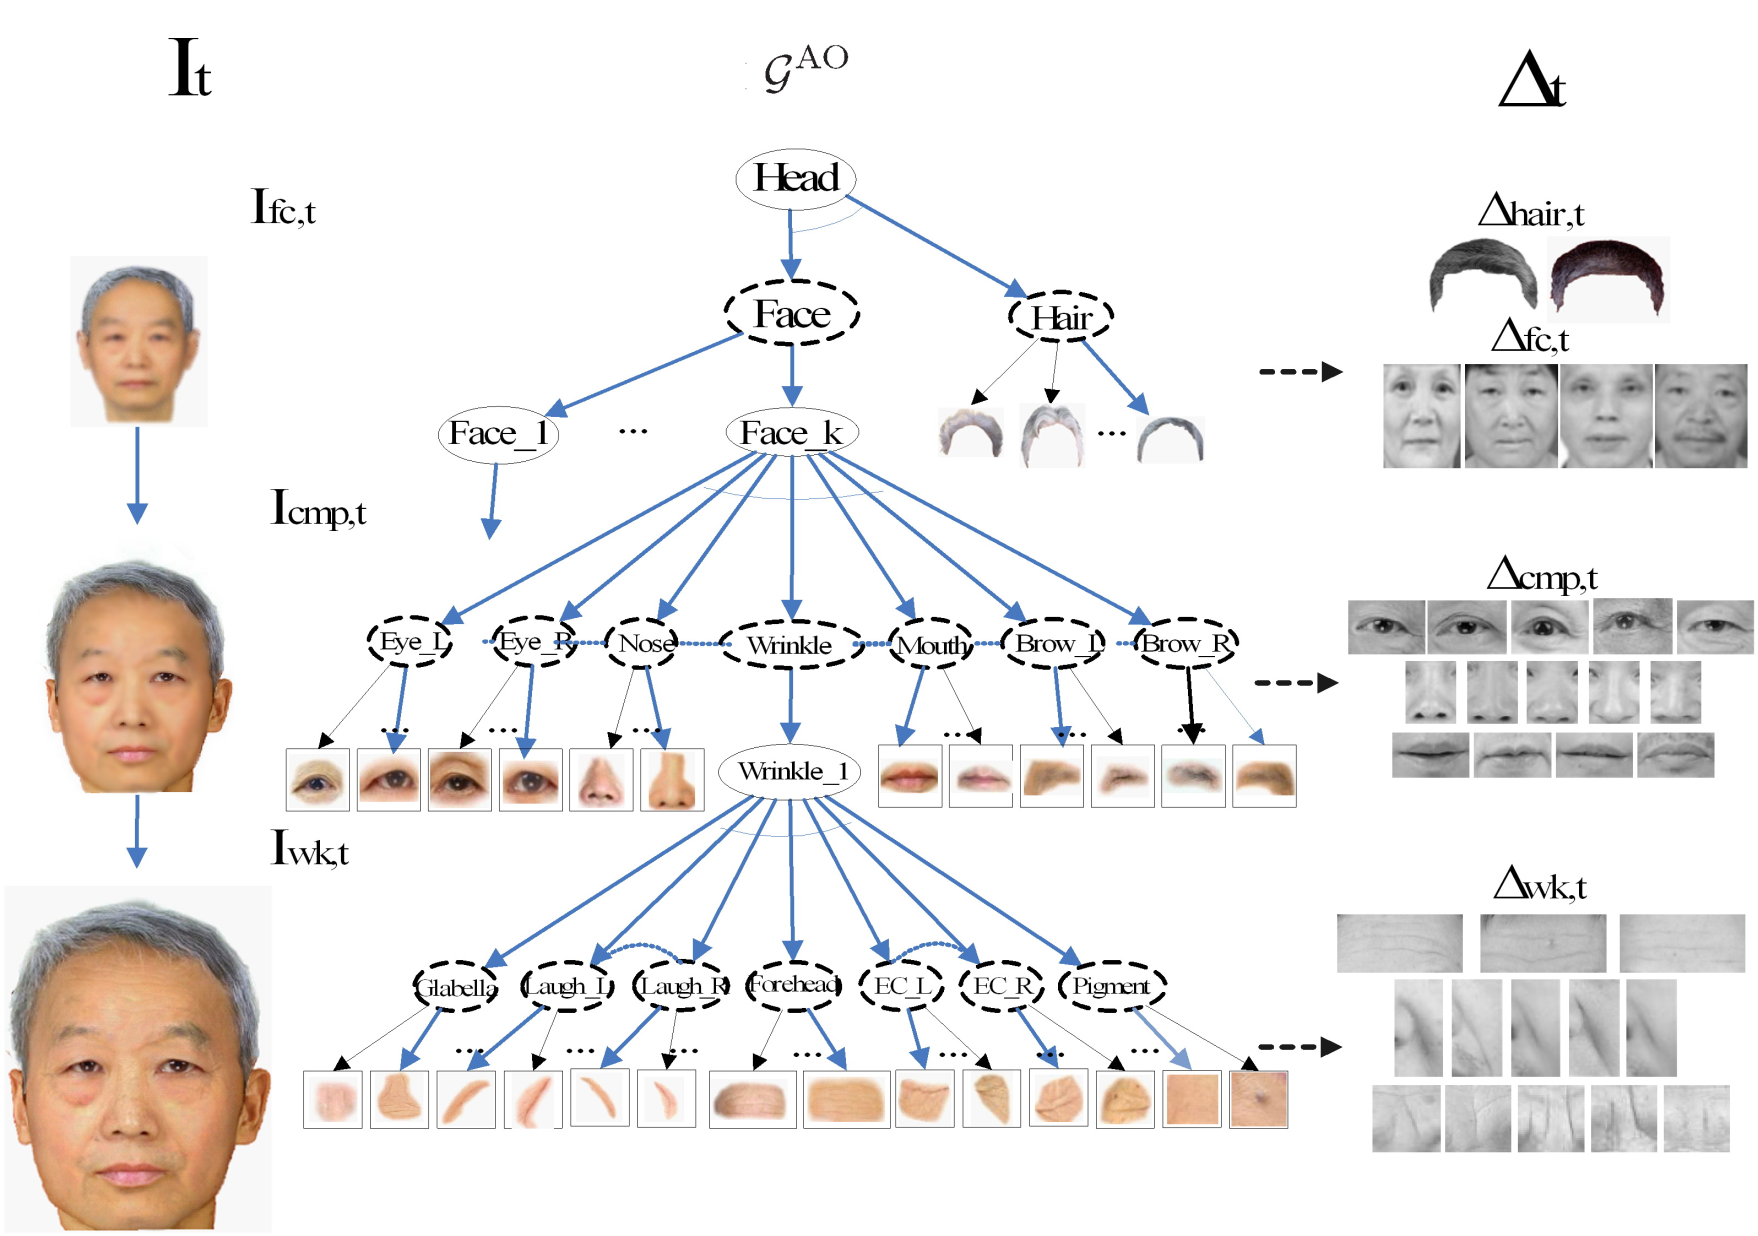 It
𝒢^AO
Δt
Head
Ifc,t
Δhair,t
Face
Hair
Δfc,t
Face_1
...
Face_k
...
Icmp,t
Δcmp,t
Eye_L
Eye_R
Nose
Wrinkle
Mouth
Brow_L
Brow_R
... ... ... ... ... ...
Wrinkle_1
Iwk,t
Δwk,t
Glabella
Laugh_L
Laugh_R
Forehead
EC_L
EC_R
Pigment
... ... ... ... ... ... ...